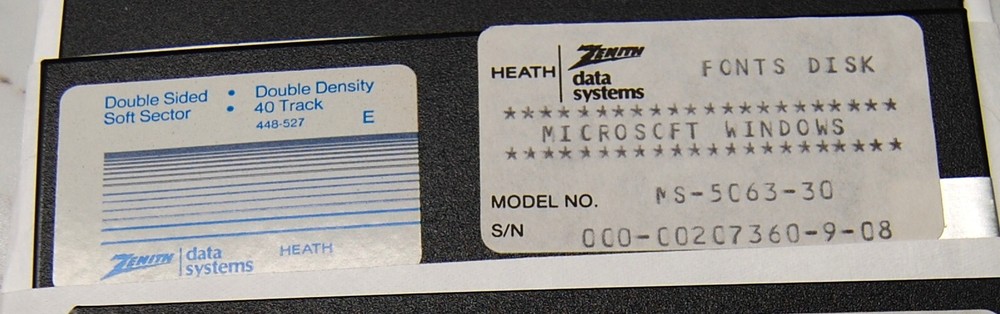 Double Sided • Double Density
Soft Sector • 40 Track
448-527 E
ZENITH data systems HEATH
HEATH ZENITH data systems FONTS DISK
************************
MICROSOFT WINDOWS
************************
MODEL NO. MS-5063-30
S/N 000-00207360-9-08